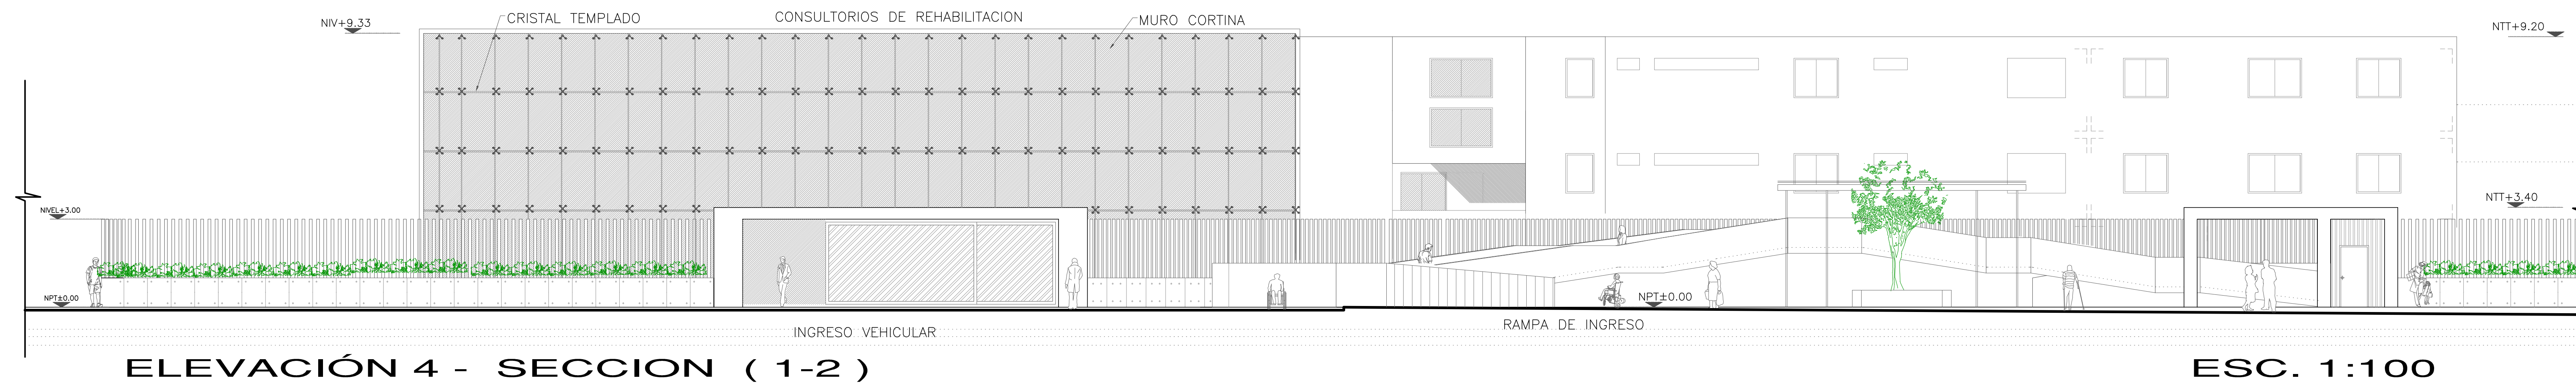 NIV+9.33
CRISTAL TEMPLADO
CONSULTORIOS DE REHABILITACION
MURO CORTINA
NTT+9.20
NIVEL+3.00
NTT+3.40
NPT±0.00
NPT±0.00
INGRESO VEHICULAR
RAMPA DE INGRESO
ELEVACIÓN 4 - SECCION ( 1-2 )
ESC. 1:100